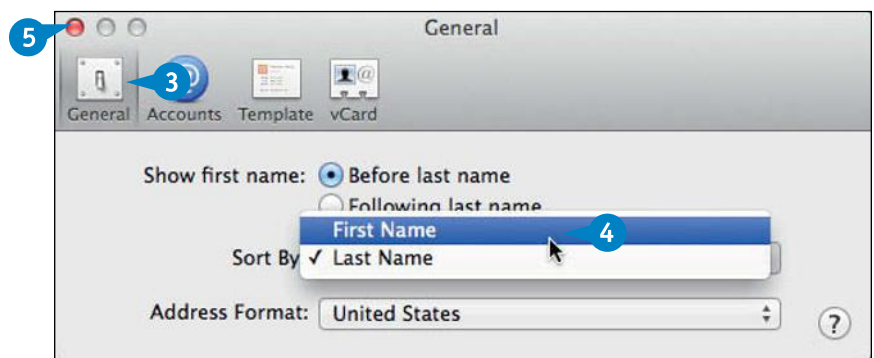 5
General
3
General Accounts Template vCard
Show first name: Before last name
Following last name
First Name
4
Sort By ✓ Last Name
Address Format: United States
?